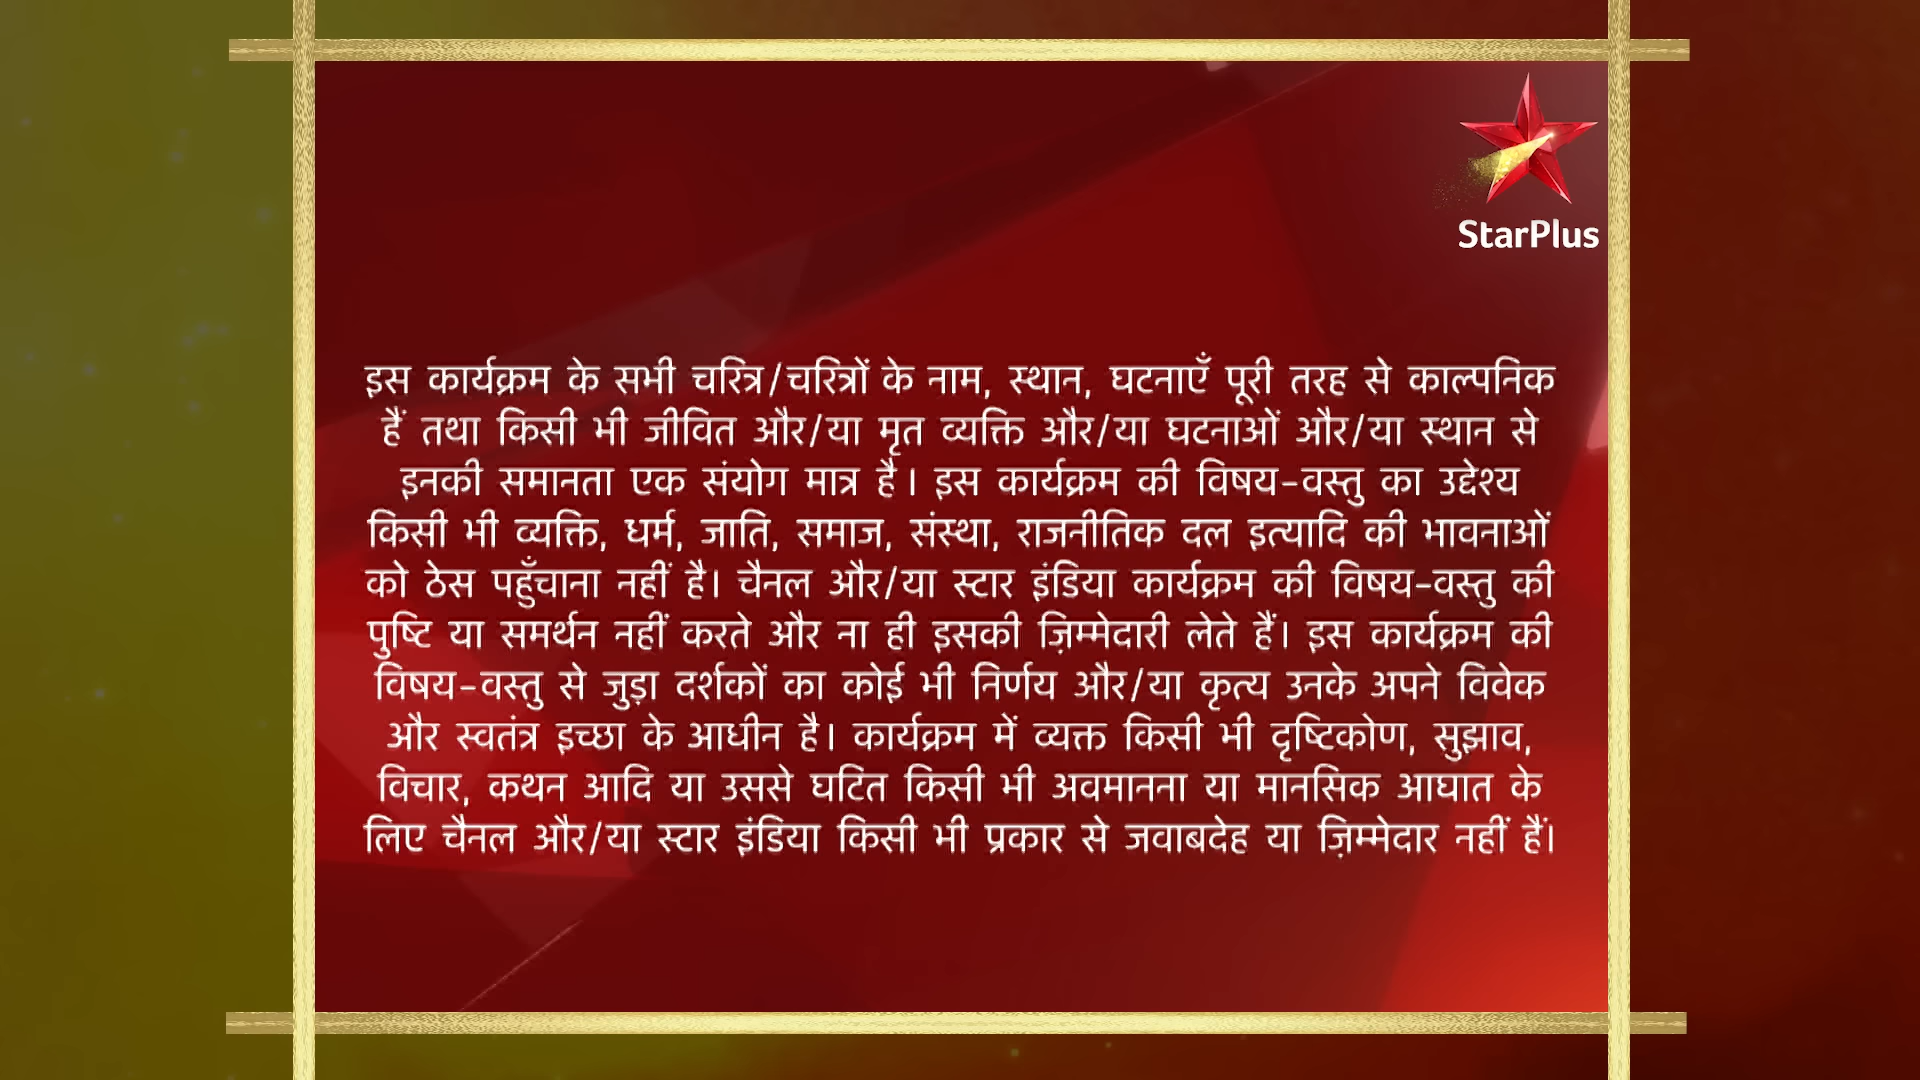 StarPlus
इस कार्यक्रम के सभी चरित्र/चरित्रों के नाम, स्थान, घटनाएँ पूरी तरह से काल्पनिक
हैं तथा किसी भी जीवित और/या मृत व्यक्ति और/या घटनाओं और/या स्थान से
इनकी समानता एक संयोग मात्र है। इस कार्यक्रम की विषय-वस्तु का उद्देश्य
किसी भी व्यक्ति, धर्म, जाति, समाज, संस्था, राजनीतिक दल इत्यादि की भावनाओं
को ठेस पहुँचाना नहीं है। चैनल और/या स्टार इंडिया कार्यक्रम की विषय-वस्तु की
पुष्टि या समर्थन नहीं करते और ना ही इसकी ज़िम्मेदारी लेते हैं। इस कार्यक्रम की
विषय-वस्तु से जुड़ा दर्शकों का कोई भी निर्णय और/या कृत्य उनके अपने विवेक
और स्वतंत्र इच्छा के आधीन है। कार्यक्रम में व्यक्त किसी भी दृष्टिकोण, सुझाव,
विचार, कथन आदि या उससे घटित किसी भी अवमानना या मानसिक आघात के
लिए चैनल और/या स्टार इंडिया किसी भी प्रकार से जवाबदेह या ज़िम्मेदार नहीं हैं।